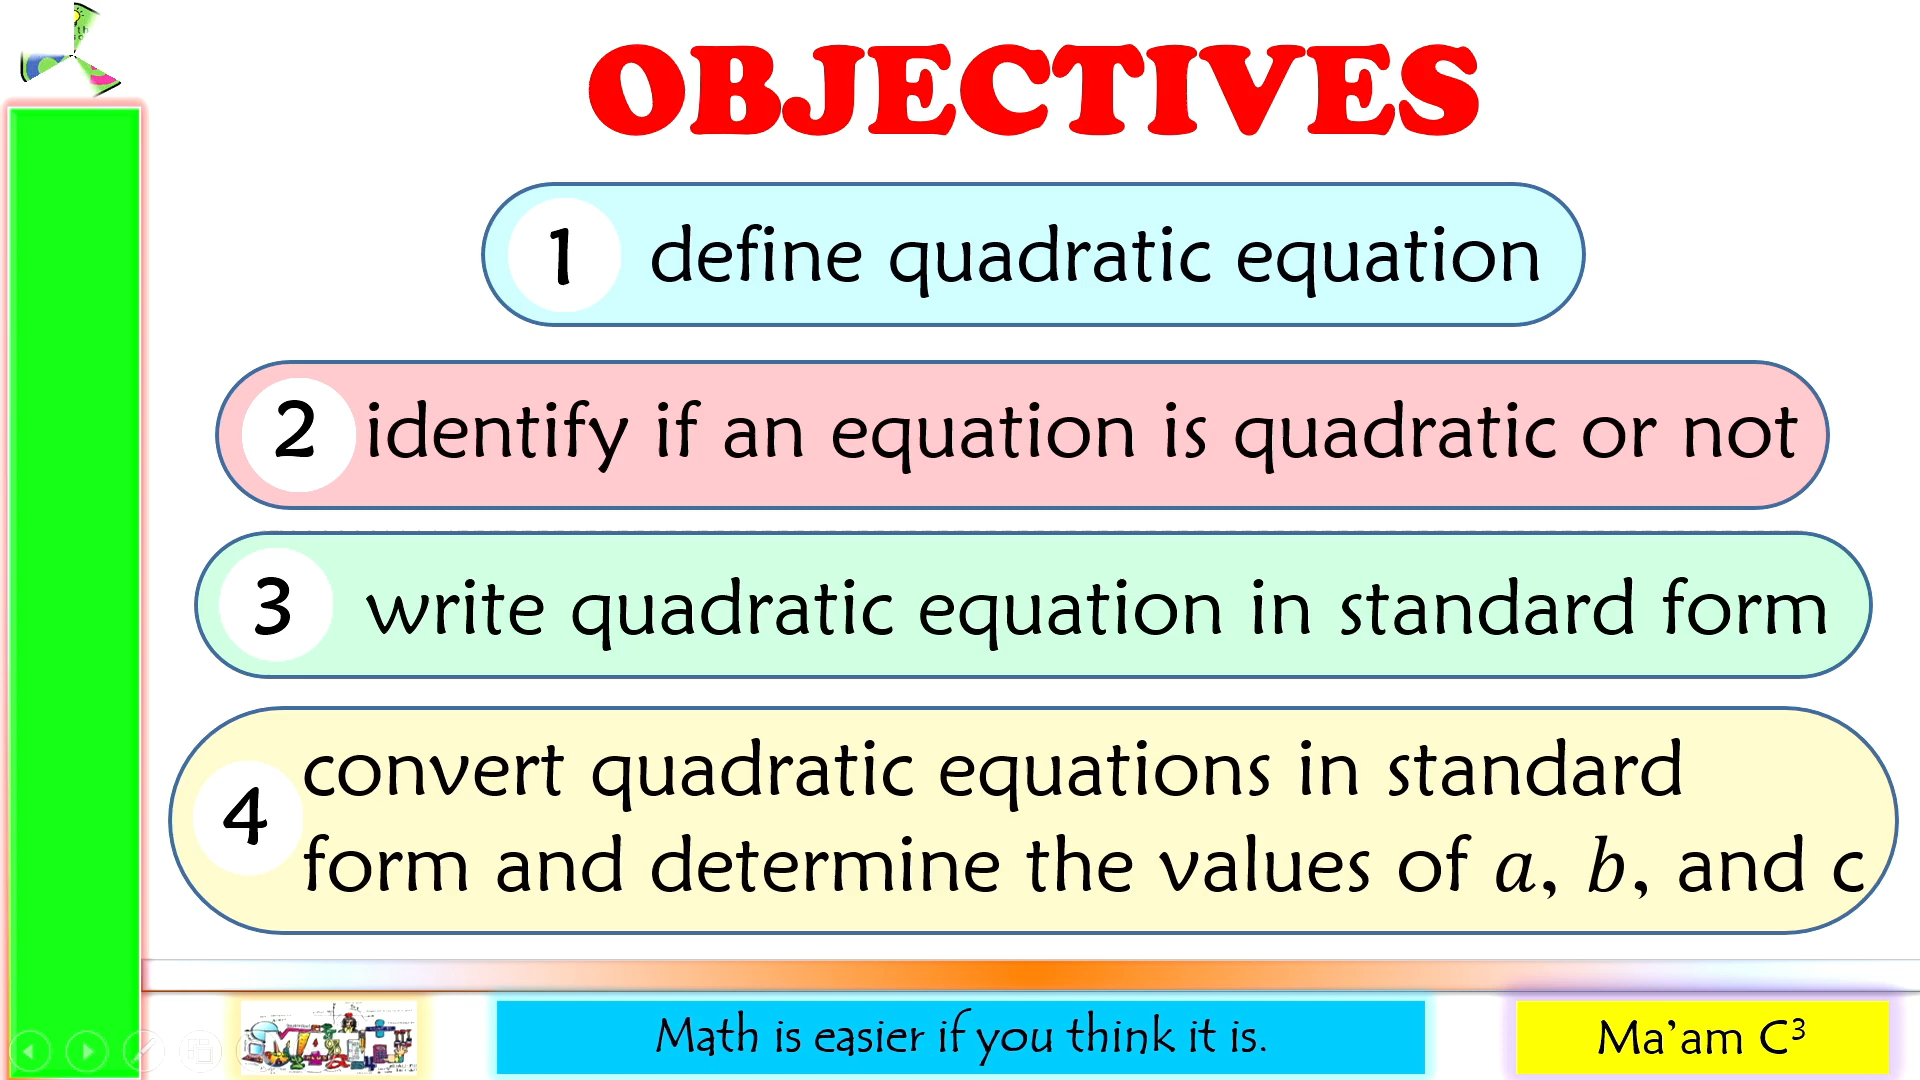 OBJECTIVES
1 define quadratic equation
2 identify if an equation is quadratic or not
3 write quadratic equation in standard form
4 convert quadratic equations in standard
form and determine the values of a, b, and c
MATH
Math is easier if you think it is.
Ma’am C³